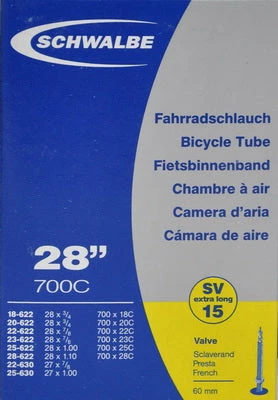 SCHWALBE
Fahrradschlauch
Bicycle Tube
Fietsbinnenband
Chambre à air
Camera d'aria
Cámara de aire
28"
700C
SV
extra long
15
18-622 28 x 3/4 700 x 18C
20-622 28 x 3/4 700 x 20C
22-622 28 x 7/8 700 x 22C
23-622 28 x 7/8 700 x 23C
25-622 28 x 1.00 700 x 25C
28-622 28 x 1.10 700 x 28C
22-630 27 x 7/8
25-630 27 x 1.00
Valve
Sclaverand
Presta
French
60 mm